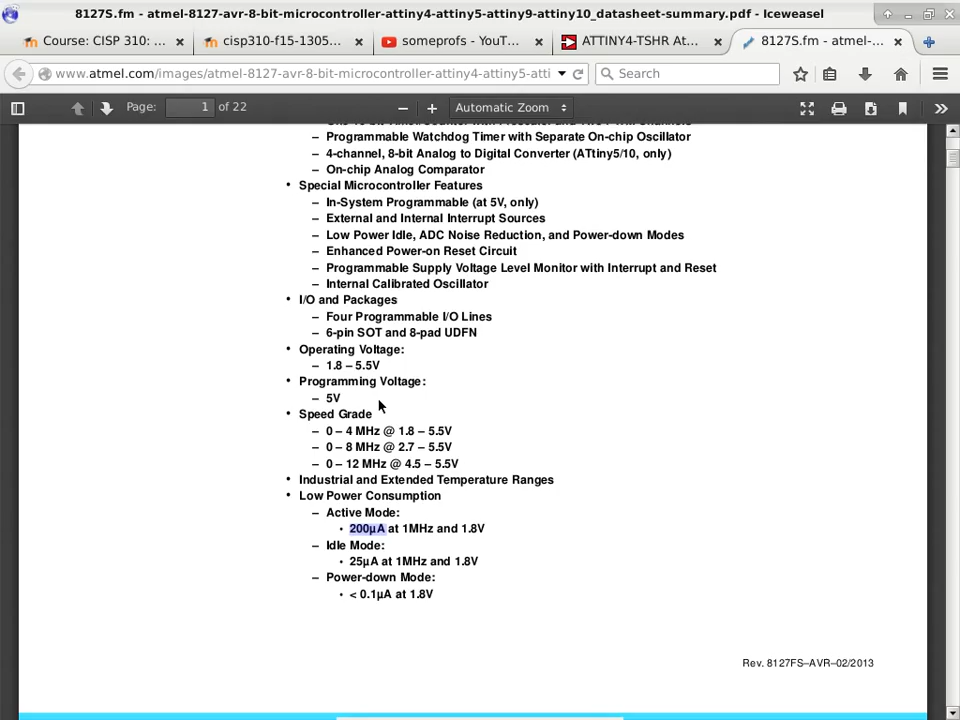 8127S.fm - atmel-8127-avr-8-bit-microcontroller-attiny4-attiny5-attiny9-attiny10_datasheet-summary.pdf - Iceweasel
Course: CISP 310: ...
cisp310-f15-1305...
someprofs - YouT...
ATTINY4-TSHR At...
8127S.fm - atmel-...
www.atmel.com/images/atmel-8127-avr-8-bit-microcontroller-attiny4-attiny5-atti
Search
Page: 1 of 22
Automatic Zoom
– Programmable Watchdog Timer with Separate On-chip Oscillator
– 4-channel, 8-bit Analog to Digital Converter (ATtiny5/10, only)
– On-chip Analog Comparator
• Special Microcontroller Features
– In-System Programmable (at 5V, only)
– External and Internal Interrupt Sources
– Low Power Idle, ADC Noise Reduction, and Power-down Modes
– Enhanced Power-on Reset Circuit
– Programmable Supply Voltage Level Monitor with Interrupt and Reset
– Internal Calibrated Oscillator
• I/O and Packages
– Four Programmable I/O Lines
– 6-pin SOT and 8-pad UDFN
• Operating Voltage:
– 1.8 – 5.5V
• Programming Voltage:
– 5V
• Speed Grade
– 0 – 4 MHz @ 1.8 – 5.5V
– 0 – 8 MHz @ 2.7 – 5.5V
– 0 – 12 MHz @ 4.5 – 5.5V
• Industrial and Extended Temperature Ranges
• Low Power Consumption
– Active Mode:
• 200µA at 1MHz and 1.8V
– Idle Mode:
• 25µA at 1MHz and 1.8V
– Power-down Mode:
• < 0.1µA at 1.8V
Rev. 8127FS–AVR–02/2013